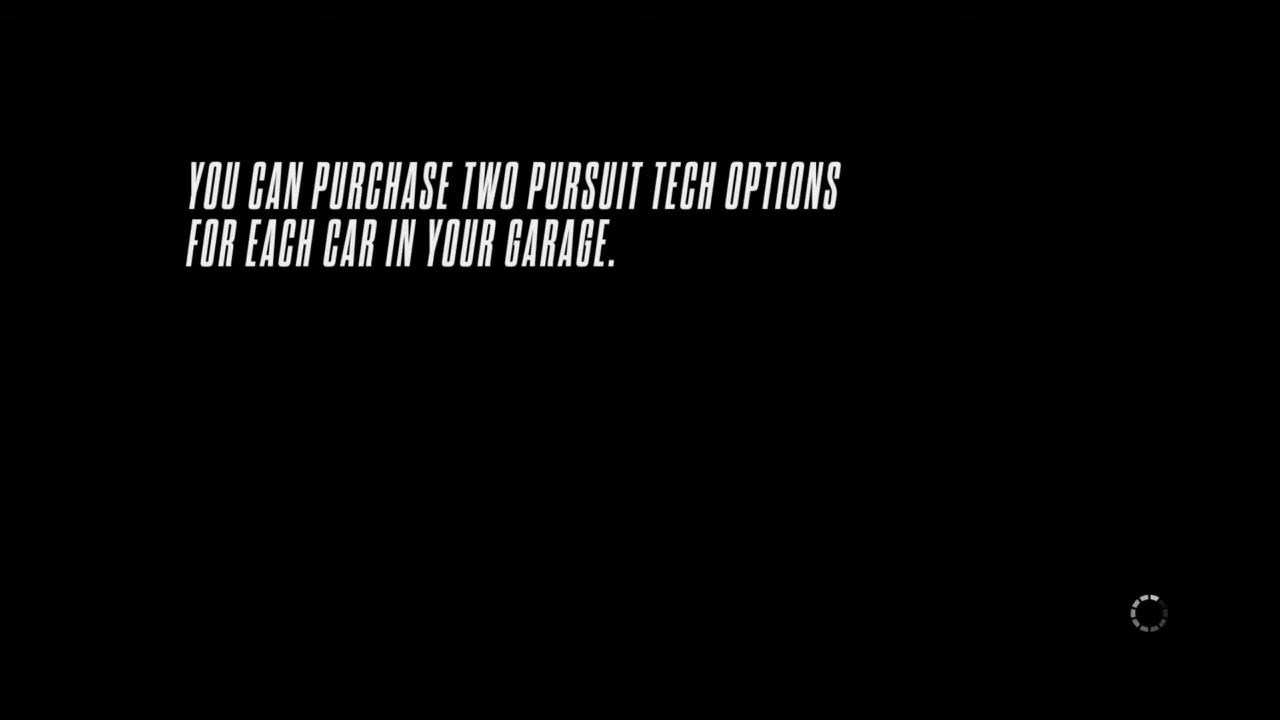 YOU CAN PURCHASE TWO PURSUIT TECH OPTIONS
FOR EACH CAR IN YOUR GARAGE.